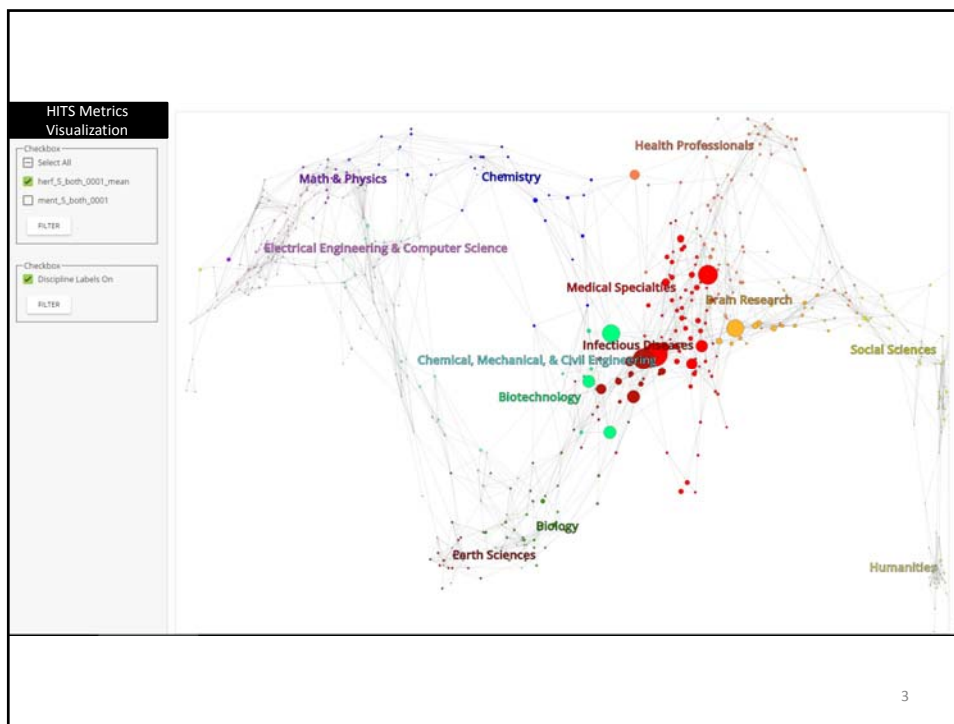 HITS Metrics
Visualization
Checkbox
Select All
herf_5_both_0001_mean
ment_5_both_0001
FILTER
Checkbox
Discipline Labels On
FILTER
Health Professionals
Math & Physics
Chemistry
Electrical Engineering & Computer Science
Medical Specialties
Brain Research
Infectious Diseases
Social Sciences
Chemical, Mechanical, & Civil Engineering
Biotechnology
Biology
Earth Sciences
Humanities
3